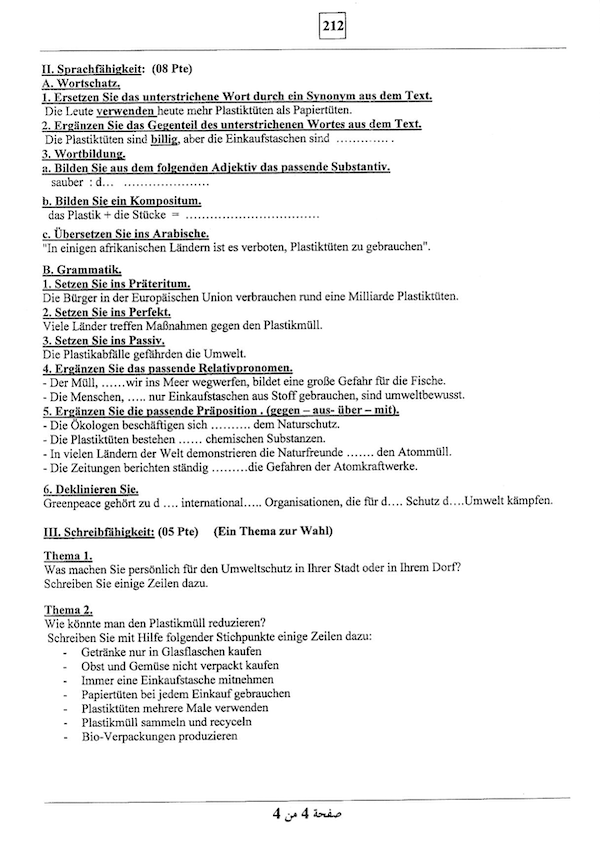 212
II. Sprachfähigkeit: (08 Pte)
A. Wortschatz.
1. Ersetzen Sie das unterstrichene Wort durch ein Synonym aus dem Text.
Die Leute verwenden heute mehr Plastiktüten als Papiertüten.
2. Ergänzen Sie das Gegenteil des unterstrichenen Wortes aus dem Text.
Die Plastiktüten sind billig, aber die Einkaufstaschen sind ………… .
3. Wortbildung.
a. Bilden Sie aus dem folgenden Adjektiv das passende Substantiv.
sauber : d… …………………
b. Bilden Sie ein Kompositum.
das Plastik + die Stücke = ……………………………
c. Übersetzen Sie ins Arabische.
"In einigen afrikanischen Ländern ist es verboten, Plastiktüten zu gebrauchen".
B. Grammatik.
1. Setzen Sie ins Präteritum.
Die Bürger in der Europäischen Union verbrauchen rund eine Milliarde Plastiktüten.
2. Setzen Sie ins Perfekt.
Viele Länder treffen Maßnahmen gegen den Plastikmüll.
3. Setzen Sie ins Passiv.
Die Plastikabfälle gefährden die Umwelt.
4. Ergänzen Sie das passende Relativpronomen.
- Der Müll, ……wir ins Meer wegwerfen, bildet eine große Gefahr für die Fische.
- Die Menschen, ….. nur Einkaufstaschen aus Stoff gebrauchen, sind umweltbewusst.
5. Ergänzen Sie die passende Präposition . (gegen – aus- über – mit).
- Die Ökologen beschäftigen sich ………. dem Naturschutz.
- Die Plastiktüten bestehen …… chemischen Substanzen.
- In vielen Ländern der Welt demonstrieren die Naturfreunde ……. den Atommüll.
- Die Zeitungen berichten ständig ………die Gefahren der Atomkraftwerke.
6. Deklinieren Sie.
Greenpeace gehört zu d …. international….. Organisationen, die für d…. Schutz d….Umwelt kämpfen.
III. Schreibfähigkeit: (05 Pte) (Ein Thema zur Wahl)
Thema 1.
Was machen Sie persönlich für den Umweltschutz in Ihrer Stadt oder in Ihrem Dorf?
Schreiben Sie einige Zeilen dazu.
Thema 2.
Wie könnte man den Plastikmüll reduzieren?
Schreiben Sie mit Hilfe folgender Stichpunkte einige Zeilen dazu:
- Getränke nur in Glasflaschen kaufen
- Obst und Gemüse nicht verpackt kaufen
- Immer eine Einkaufstasche mitnehmen
- Papiertüten bei jedem Einkauf gebrauchen
- Plastiktüten mehrere Male verwenden
- Plastikmüll sammeln und recyceln
- Bio-Verpackungen produzieren
صفحة 4 من 4